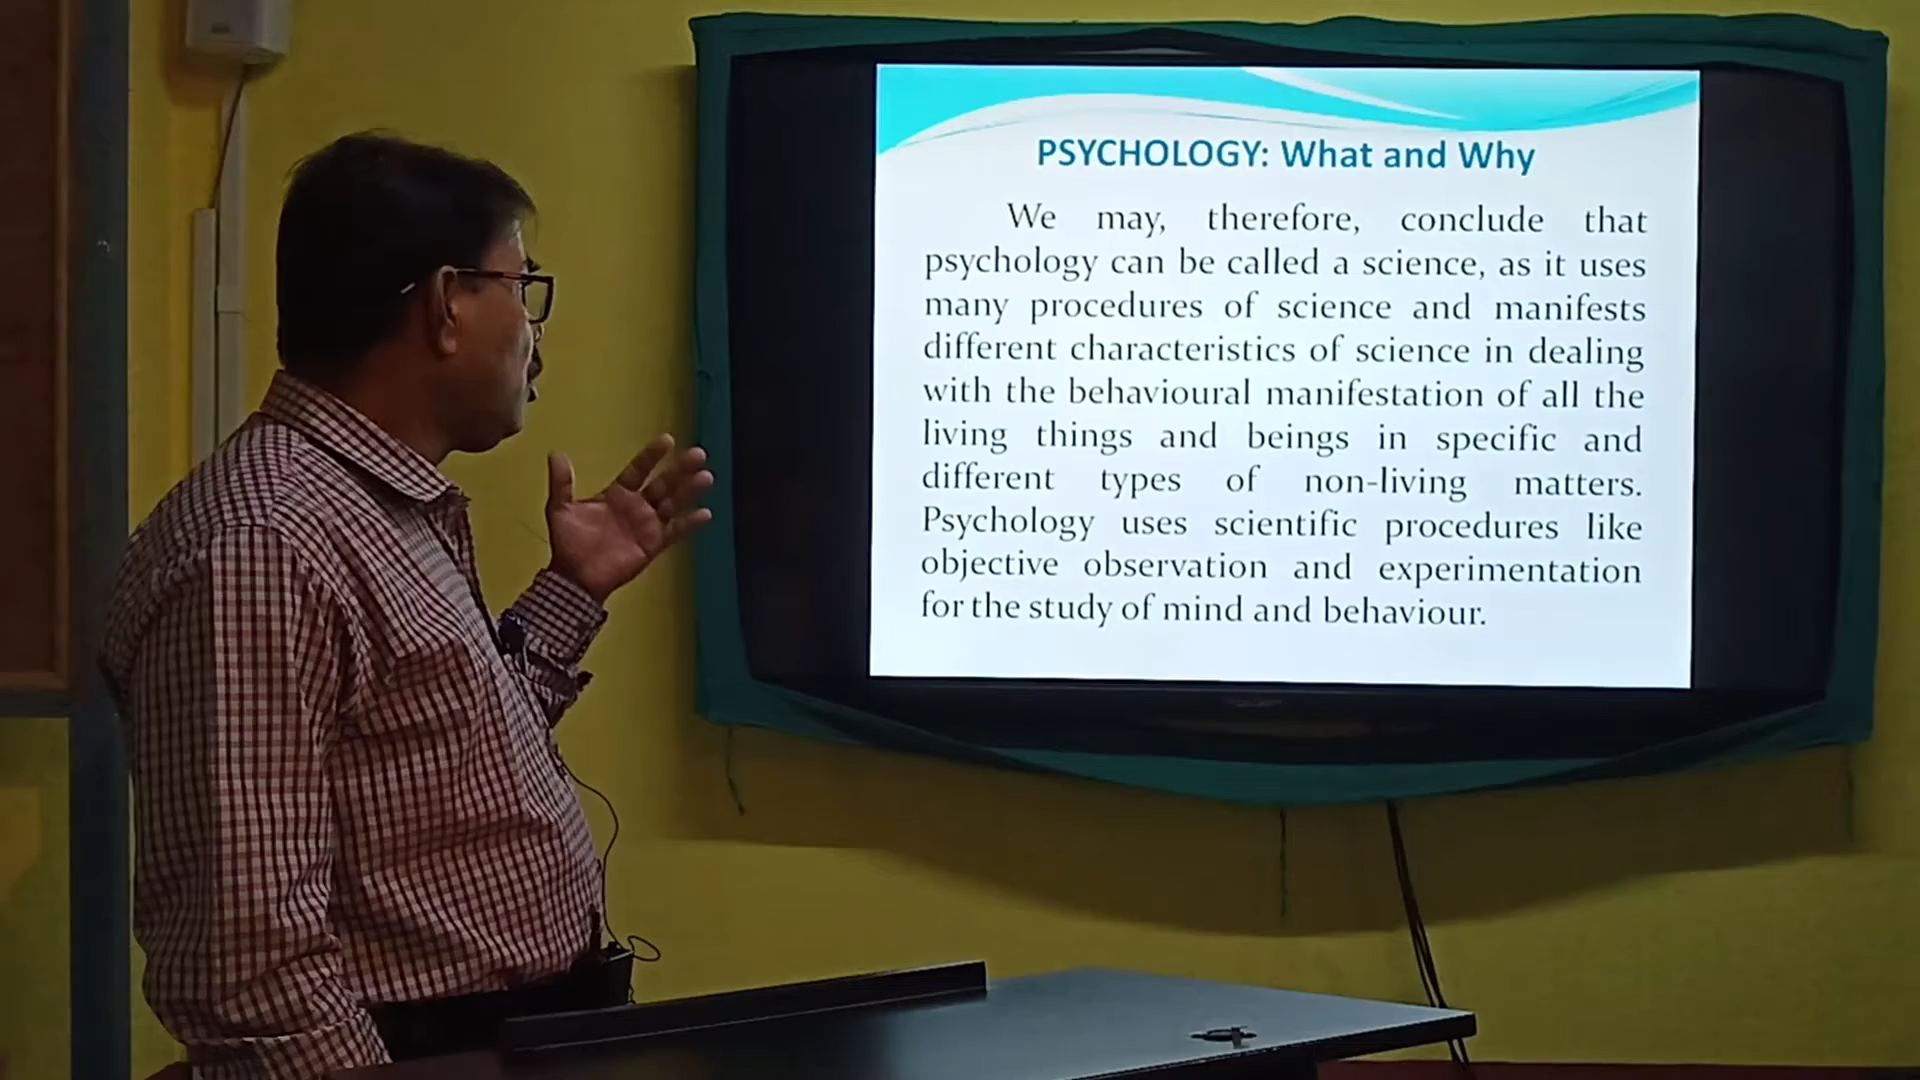 PSYCHOLOGY: What and Why
We may, therefore, conclude that
psychology can be called a science, as it uses
many procedures of science and manifests
different characteristics of science in dealing
with the behavioural manifestation of all the
living things and beings in specific and
different types of non-living matters.
Psychology uses scientific procedures like
objective observation and experimentation
for the study of mind and behaviour.